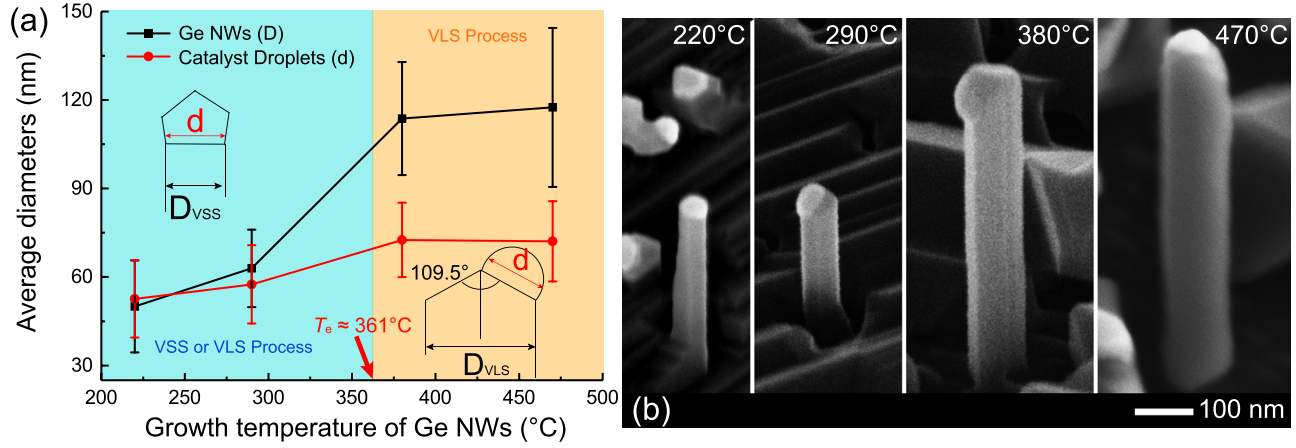 (a)
150
120
90
60
30
Average diameters (nm)
Ge NWs (D)
Catalyst Droplets (d)
VLS Process
d
DVSS
109.5°
d
Te ≈ 361°C
VSS or VLS Process
DVLS
200 250 300 350 400 450 500
Growth temperature of Ge NWs (°C)
220°C 290°C 380°C 470°C
(b)
100 nm